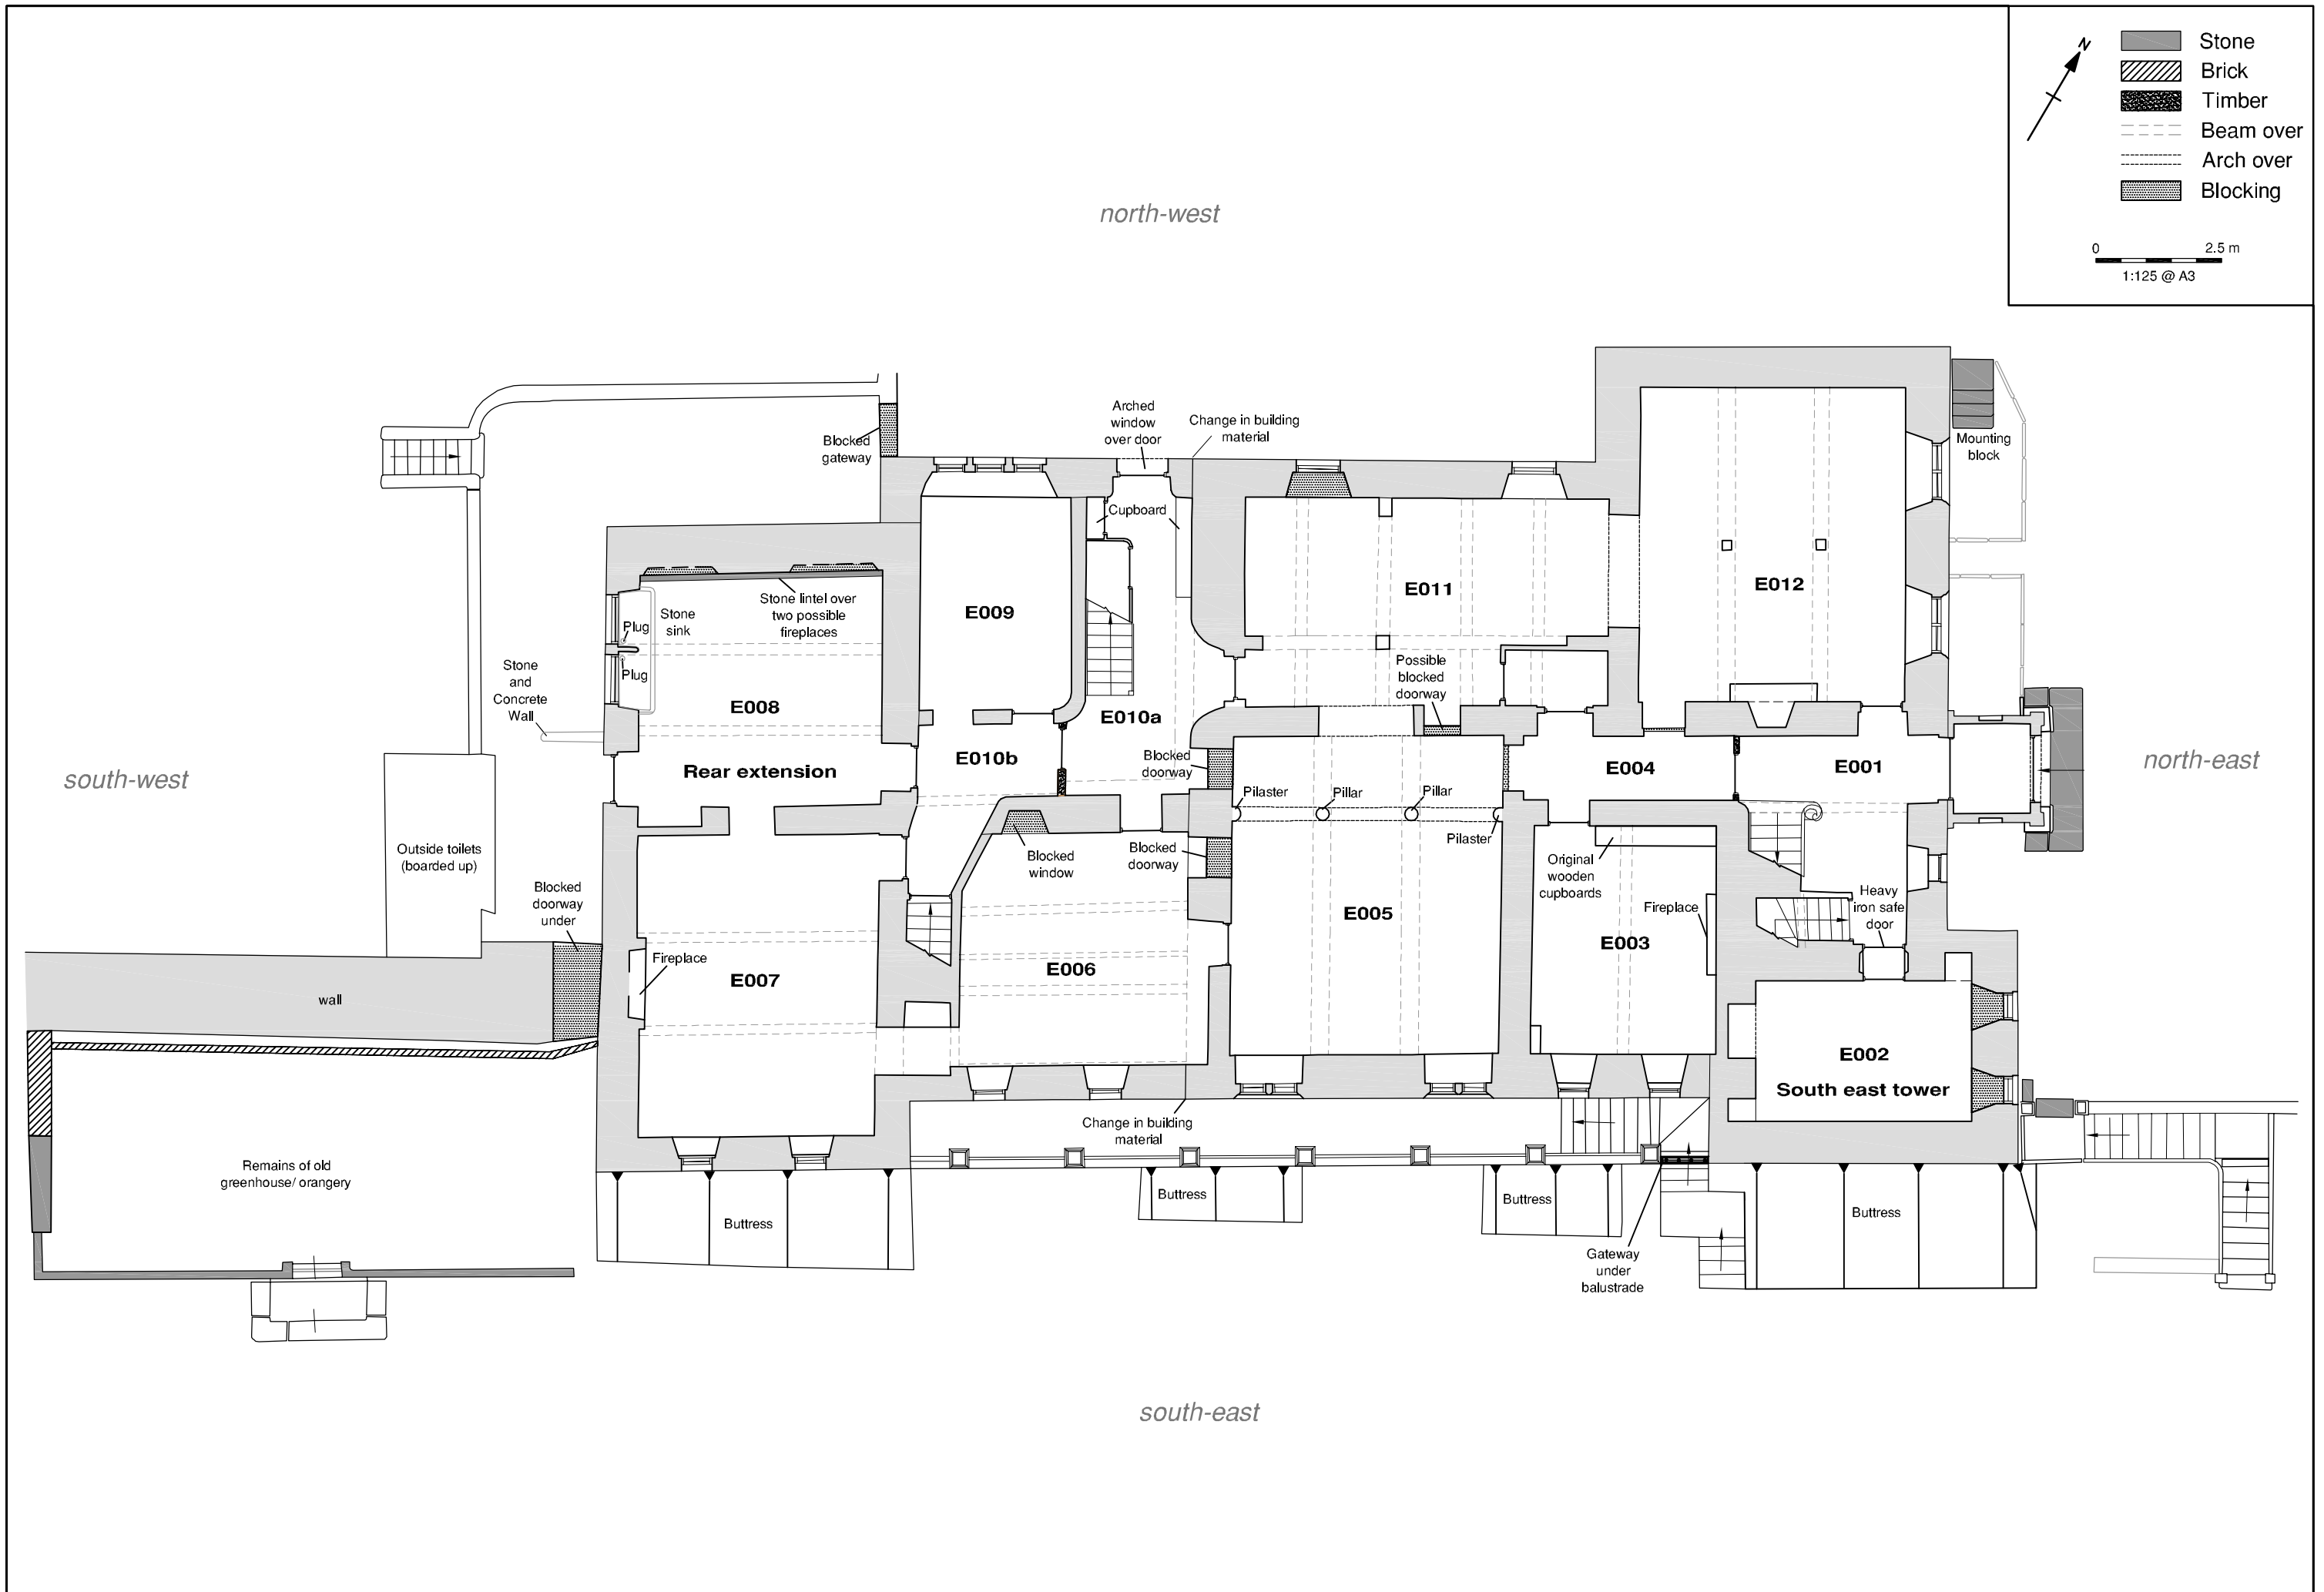 N
Stone
Brick
Timber
Beam over
Arch over
Blocking
0 2.5 m
1:125 @ A3
north-west
Arched
window
over door
Change in building
material
Blocked
gateway
Mounting
block
Cupboard
Stone lintel over
two possible
fireplaces
Stone
sink
Plug
Plug
Stone
and
Concrete
Wall
E009
E011
E012
E008
Possible
blocked
doorway
E010a
Rear extension
E010b
Blocked
doorway
E004
E001
south-west
north-east
Pilaster
Pillar
Pillar
Pilaster
Outside toilets
(boarded up)
Blocked
window
Blocked
doorway
Original
wooden
cupboards
Blocked
doorway
under
Heavy
iron safe
door
Fireplace
E005
E003
Fireplace
E007
E006
wall
E002
South east tower
Change in building
material
Remains of old
greenhouse/ orangery
Buttress
Buttress
Buttress
Buttress
Gateway
under
balustrade
south-east